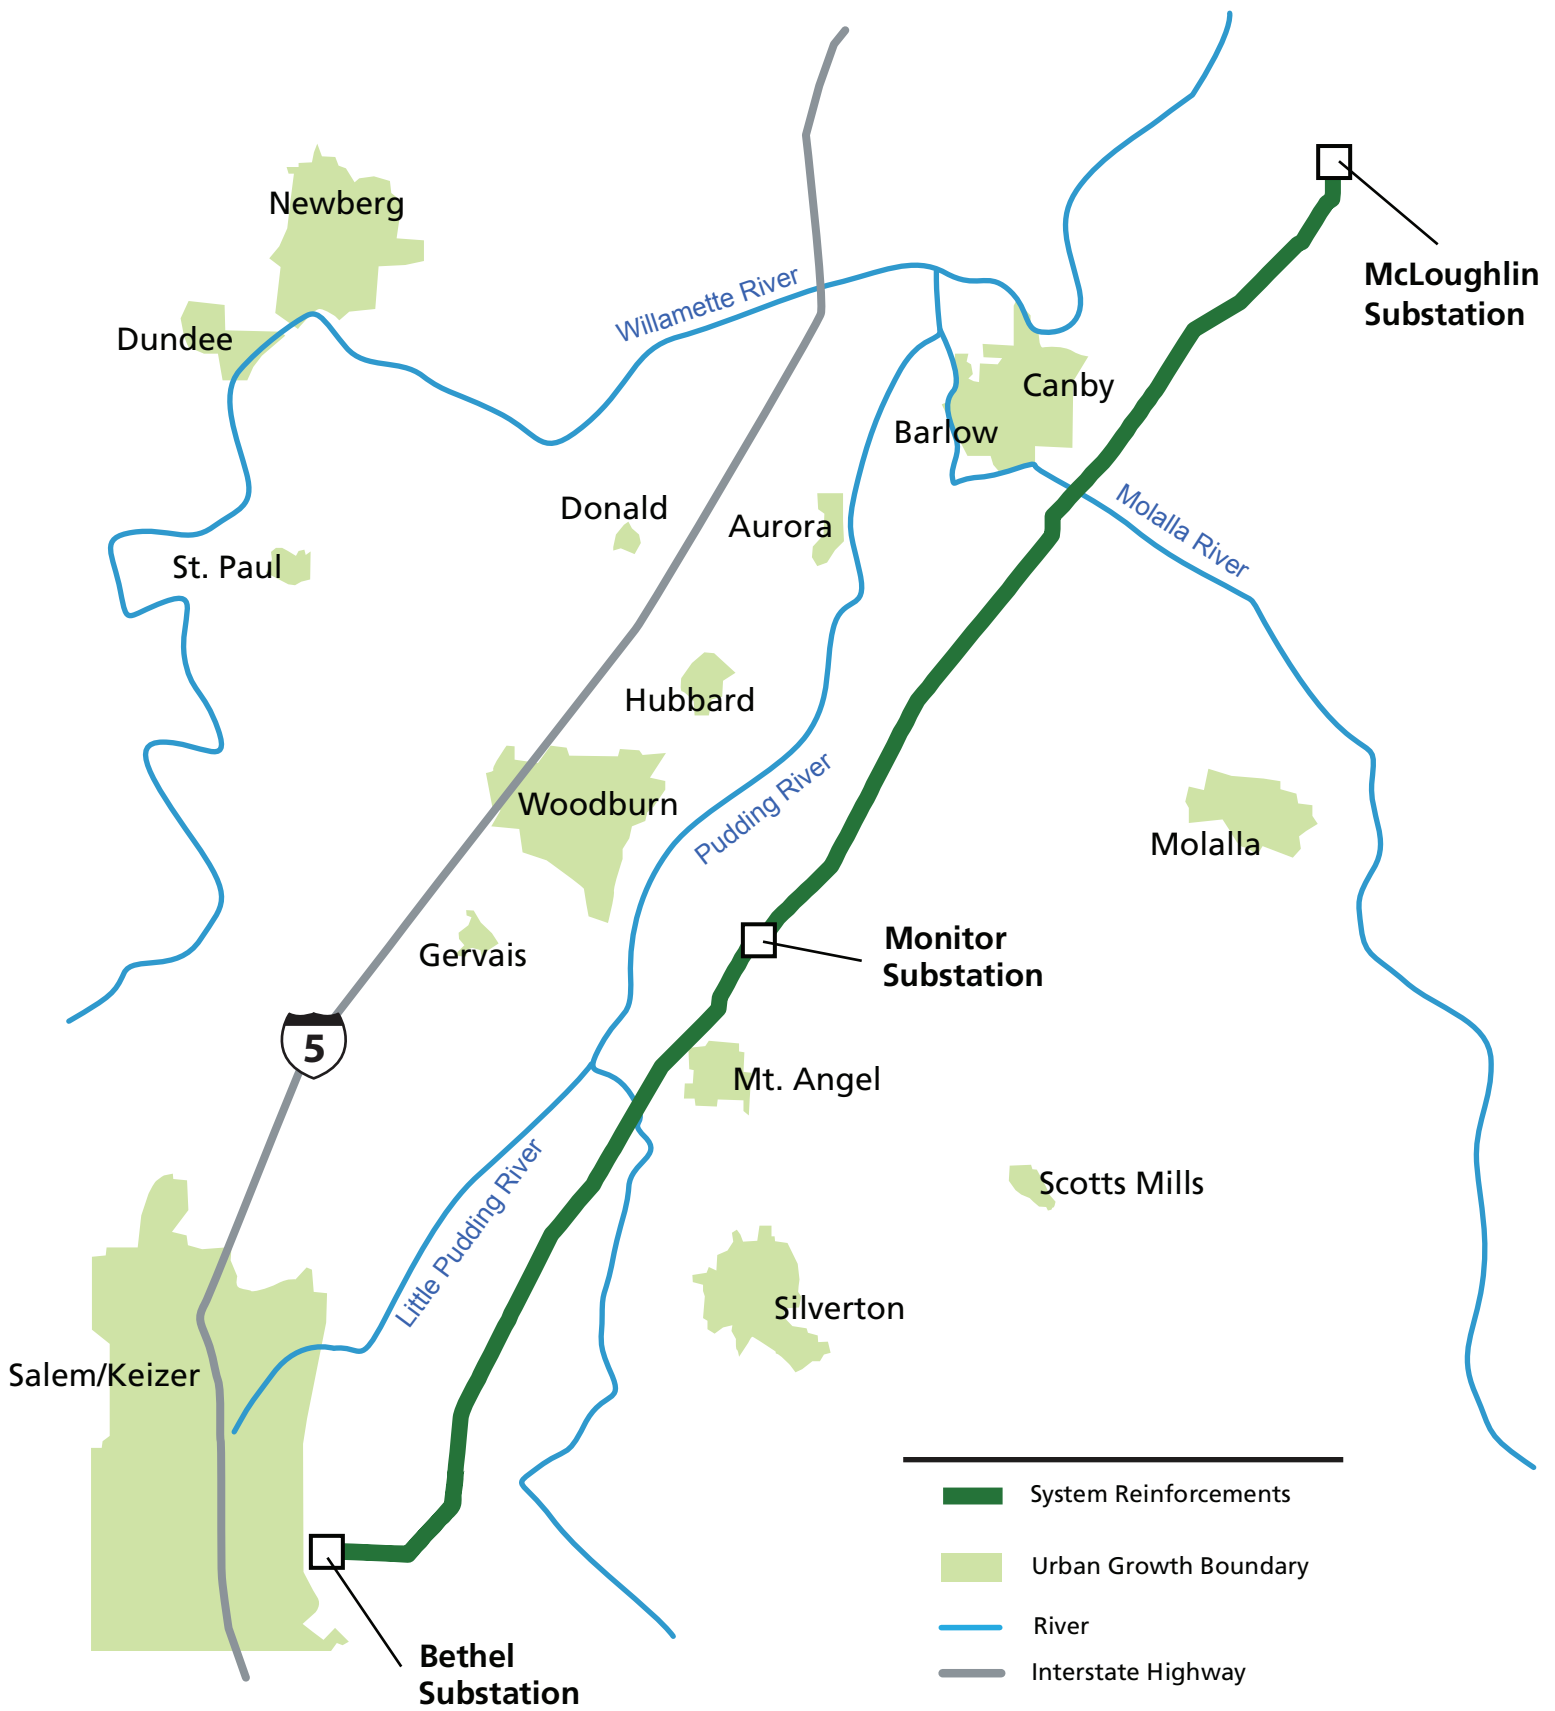 Newberg
McLoughlin
Substation
Willamette River
Dundee
Canby
Barlow
Donald
Aurora
Molalla River
St. Paul
Hubbard
Woodburn
Pudding River
Molalla
Gervais
Monitor
Substation
5
Mt. Angel
Little Pudding River
Scotts Mills
Silverton
Salem/Keizer
System Reinforcements
Urban Growth Boundary
River
Interstate Highway
Bethel
Substation